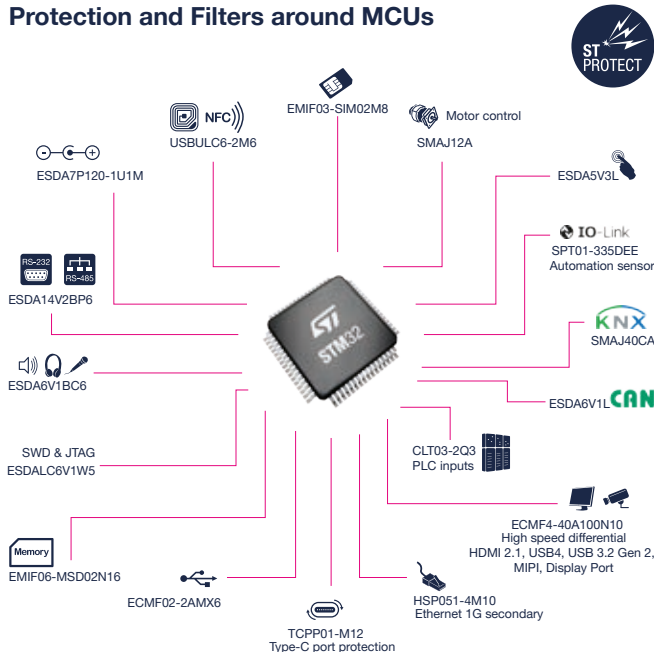 Protection and Filters around MCUs
ST
PROTECT
EMIF03-SIM02M8
NFC
USBULC6-2M6
Motor control
SMAJ12A
ESDA7P120-1U1M
ESDA5V3L
IO-Link
SPT01-335DEE
Automation sensor
RS-232
RS-485
ESDA14V2BP6
ST
STM32
KNX
SMAJ40CA
ESDA6V1BC6
ESDA6V1L
CAN
SWD & JTAG
ESDALC6V1W5
CLT03-2Q3
PLC inputs
ECMF4-40A100N10
High speed differential
HDMI 2.1, USB4, USB 3.2 Gen 2,
MIPI, Display Port
Memory
EMIF06-MSD02N16
ECMF02-2AMX6
HSP051-4M10
Ethernet 1G secondary
TCPP01-M12
Type-C port protection